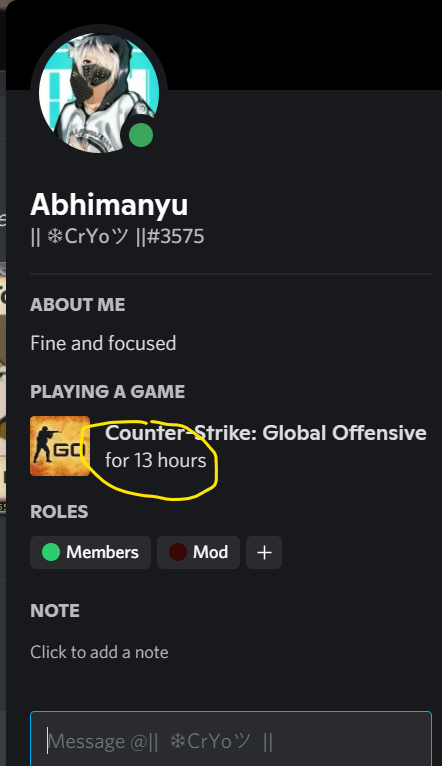 Abhimanyu
|| ❄CrYoツ ||#3575
ABOUT ME
Fine and focused
PLAYING A GAME
GO
Counter-Strike: Global Offensive
for 13 hours
ROLES
Members
Mod
+
NOTE
Click to add a note
Message @|| ❄CrYoツ ||